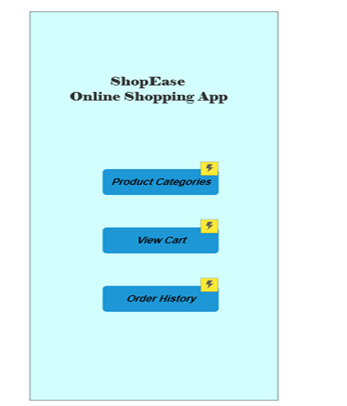 ShopEase
Online Shopping App
Product Categories
View Cart
Order History